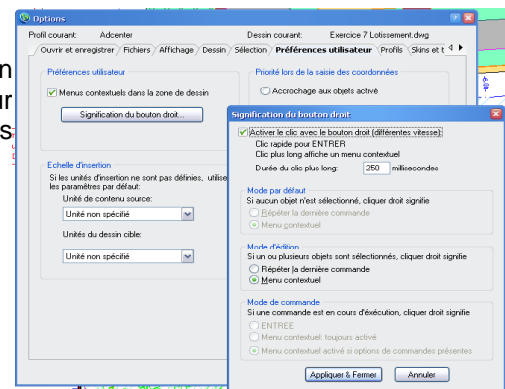 Options
Profil courant: Adcenter Dessin courant: Exercice 7 Lotissement.dwg
Ouvrir et enregistrer Fichiers Affichage Dessin Sélection Préférences utilisateur Profils Skins et t
Préférences utilisateur
Menus contextuels dans la zone de dessin
Signification du bouton droit...
Priorité lors de la saisie des coordonnées
Accrochage aux objets activé
Echelle d'insertion
Si les unités d'insertion ne sont pas définies, utilise
les paramètres par défaut:
Unité de contenu source:
Unité non spécifié
Unités du dessin cible:
Unité non spécifié
Signification du bouton droit
Activer le clic avec le bouton droit (différentes vitesse):
Clic rapide pour ENTRER
Clic plus long affiche un menu contextuel
Durée du clic plus long: 250 millisecondes
Mode par défaut
Si aucun objet n'est sélectionné, cliquer droit signifie
Répéter la dernière commande
Menu contextuel
Mode d'édition
Si un ou plusieurs objets sont sélectionnés, cliquer droit signifie
Répéter la dernière commande
Menu contextuel
Mode de commande
Si une commande est en cours d'éxécution, cliquer droit signifie
ENTREE
Menu contextuel: toujours activé
Menu contextuel activé si options de commandes présentes
Appliquer & Fermer Annuler